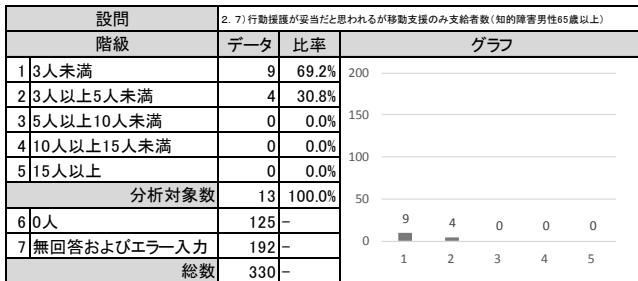 設問 2. 7)行動援護が妥当だと思われるが移動支援のみ支給者数(知的障害男性65歳以上)
階級 データ 比率 グラフ
1 3人未満 9 69.2%
2 3人以上5人未満 4 30.8%
3 5人以上10人未満 0 0.0%
4 10人以上15人未満 0 0.0%
5 15人以上 0 0.0%
分析対象数 13 100.0%
6 0人 125 -
7 無回答およびエラー入力 192 -
総数 330 -
200
150
100
50
0
9 4 0 0 0
1 2 3 4 5